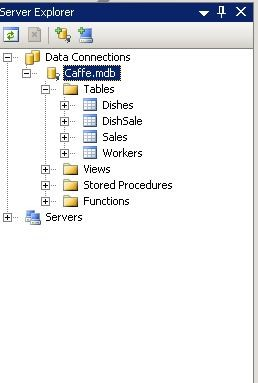 Server Explorer
Data Connections
Caffe.mdb
Tables
Dishes
DishSale
Sales
Workers
Views
Stored Procedures
Functions
Servers